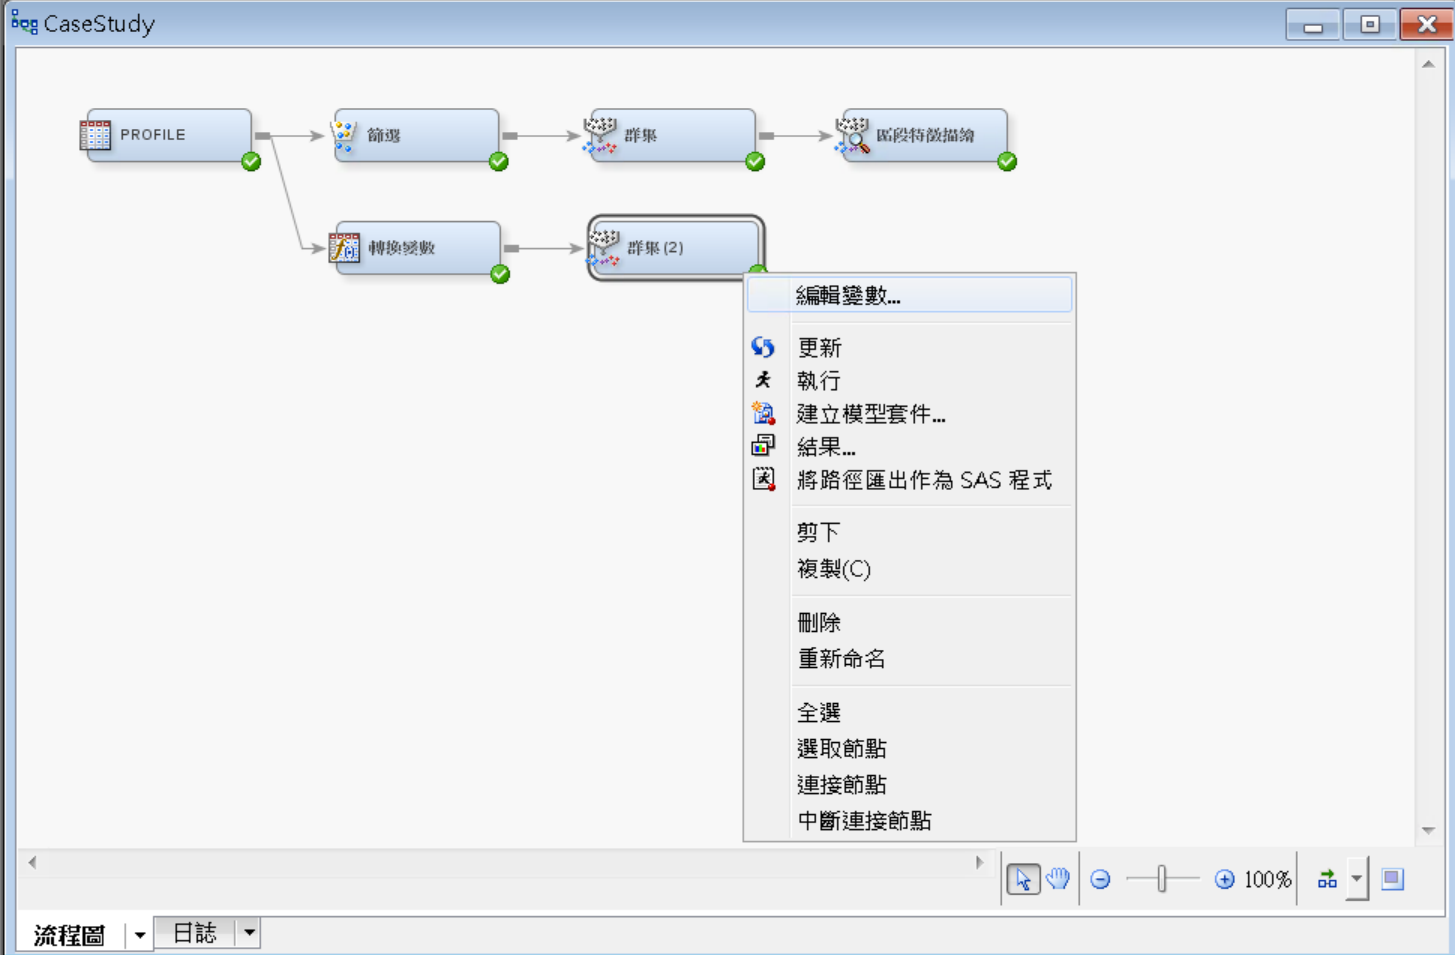 CaseStudy
PROFILE
篩選
群集
區段特徵描繪
轉換變數
群集 (2)
編輯變數...
更新
執行
建立模型套件...
結果...
將路徑匯出作為 SAS 程式
剪下
複製(C)
刪除
重新命名
全選
選取節點
連接節點
中斷連接節點
100%
流程圖
日誌